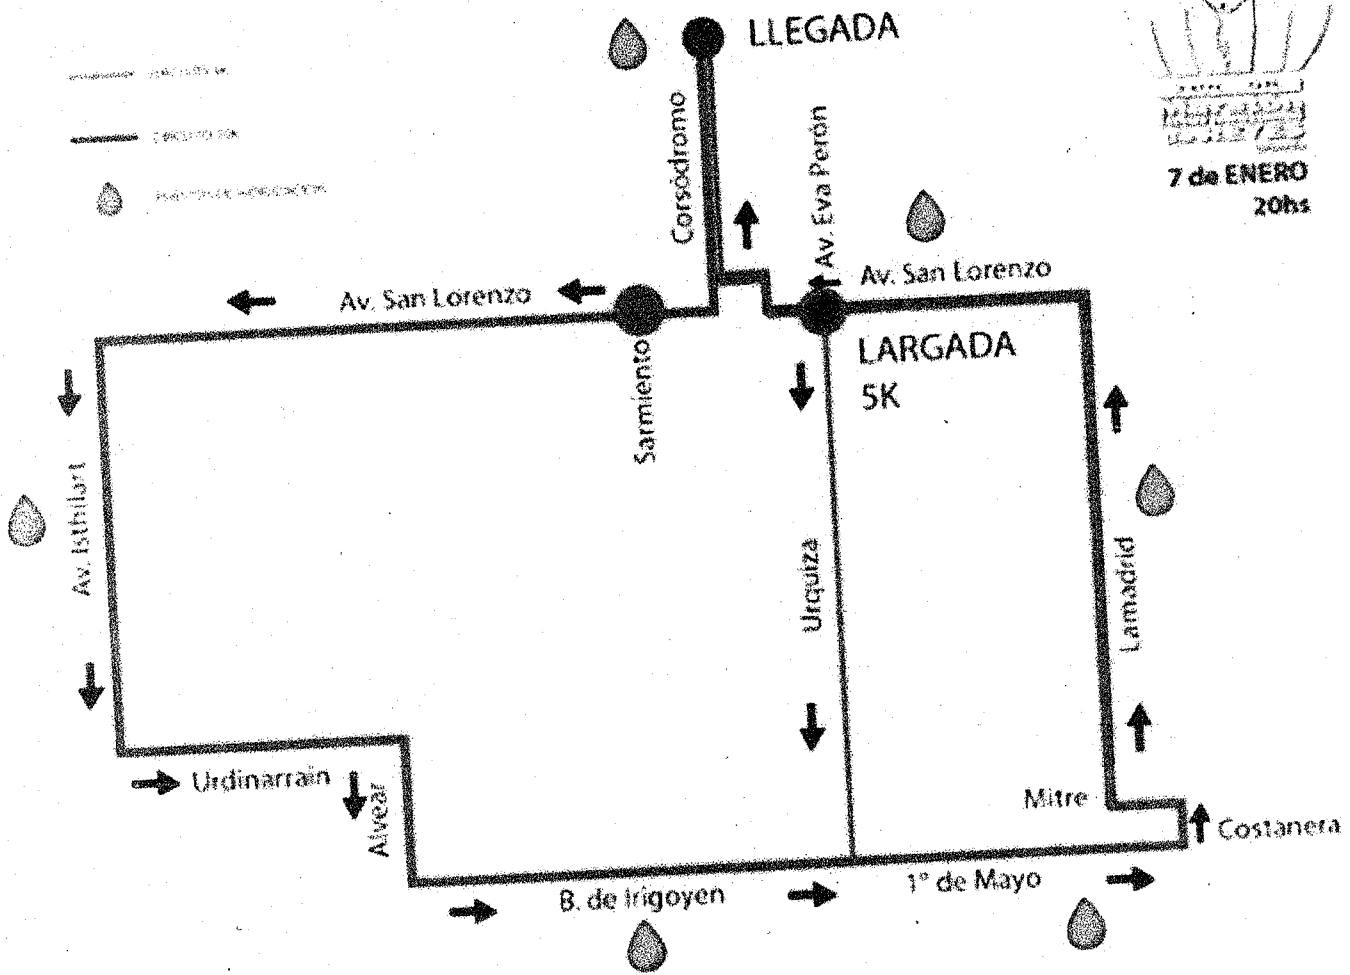 LLEGADA
Corsódromo
Av. Eva Perón
7 de ENERO
20hs
Av. San Lorenzo
Av. San Lorenzo
LARGADA
5K
Sarmiento
Av. Isthilart
Urquiza
Lamadrid
Urdinarrain
Alvear
Mitre
Costanera
B. de Irigoyen
1° de Mayo